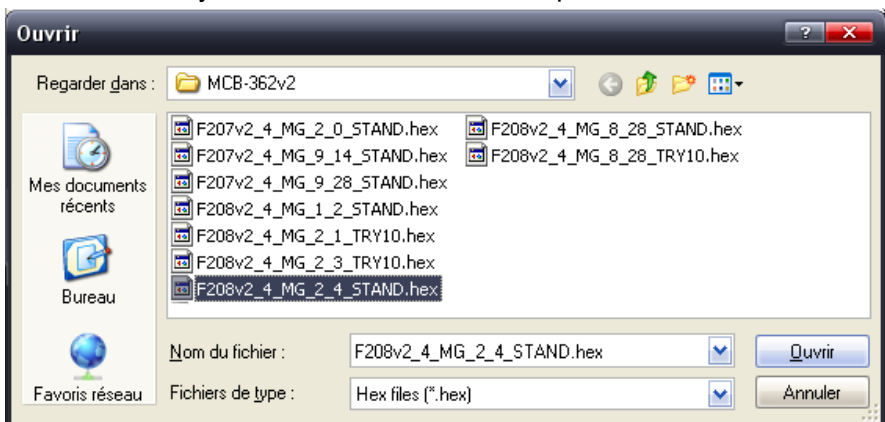 Ouvrir
Regarder dans :
MCB-362v2
Mes documents
récents
Bureau
Favoris réseau
F207v2_4_MG_2_0_STAND.hex
F207v2_4_MG_9_14_STAND.hex
F207v2_4_MG_9_28_STAND.hex
F208v2_4_MG_1_2_STAND.hex
F208v2_4_MG_2_1_TRY10.hex
F208v2_4_MG_2_3_TRY10.hex
F208v2_4_MG_2_4_STAND.hex
F208v2_4_MG_8_28_STAND.hex
F208v2_4_MG_8_28_TRY10.hex
Nom du fichier :
F208v2_4_MG_2_4_STAND.hex
Ouvrir
Fichiers de type :
Hex files (*.hex)
Annuler